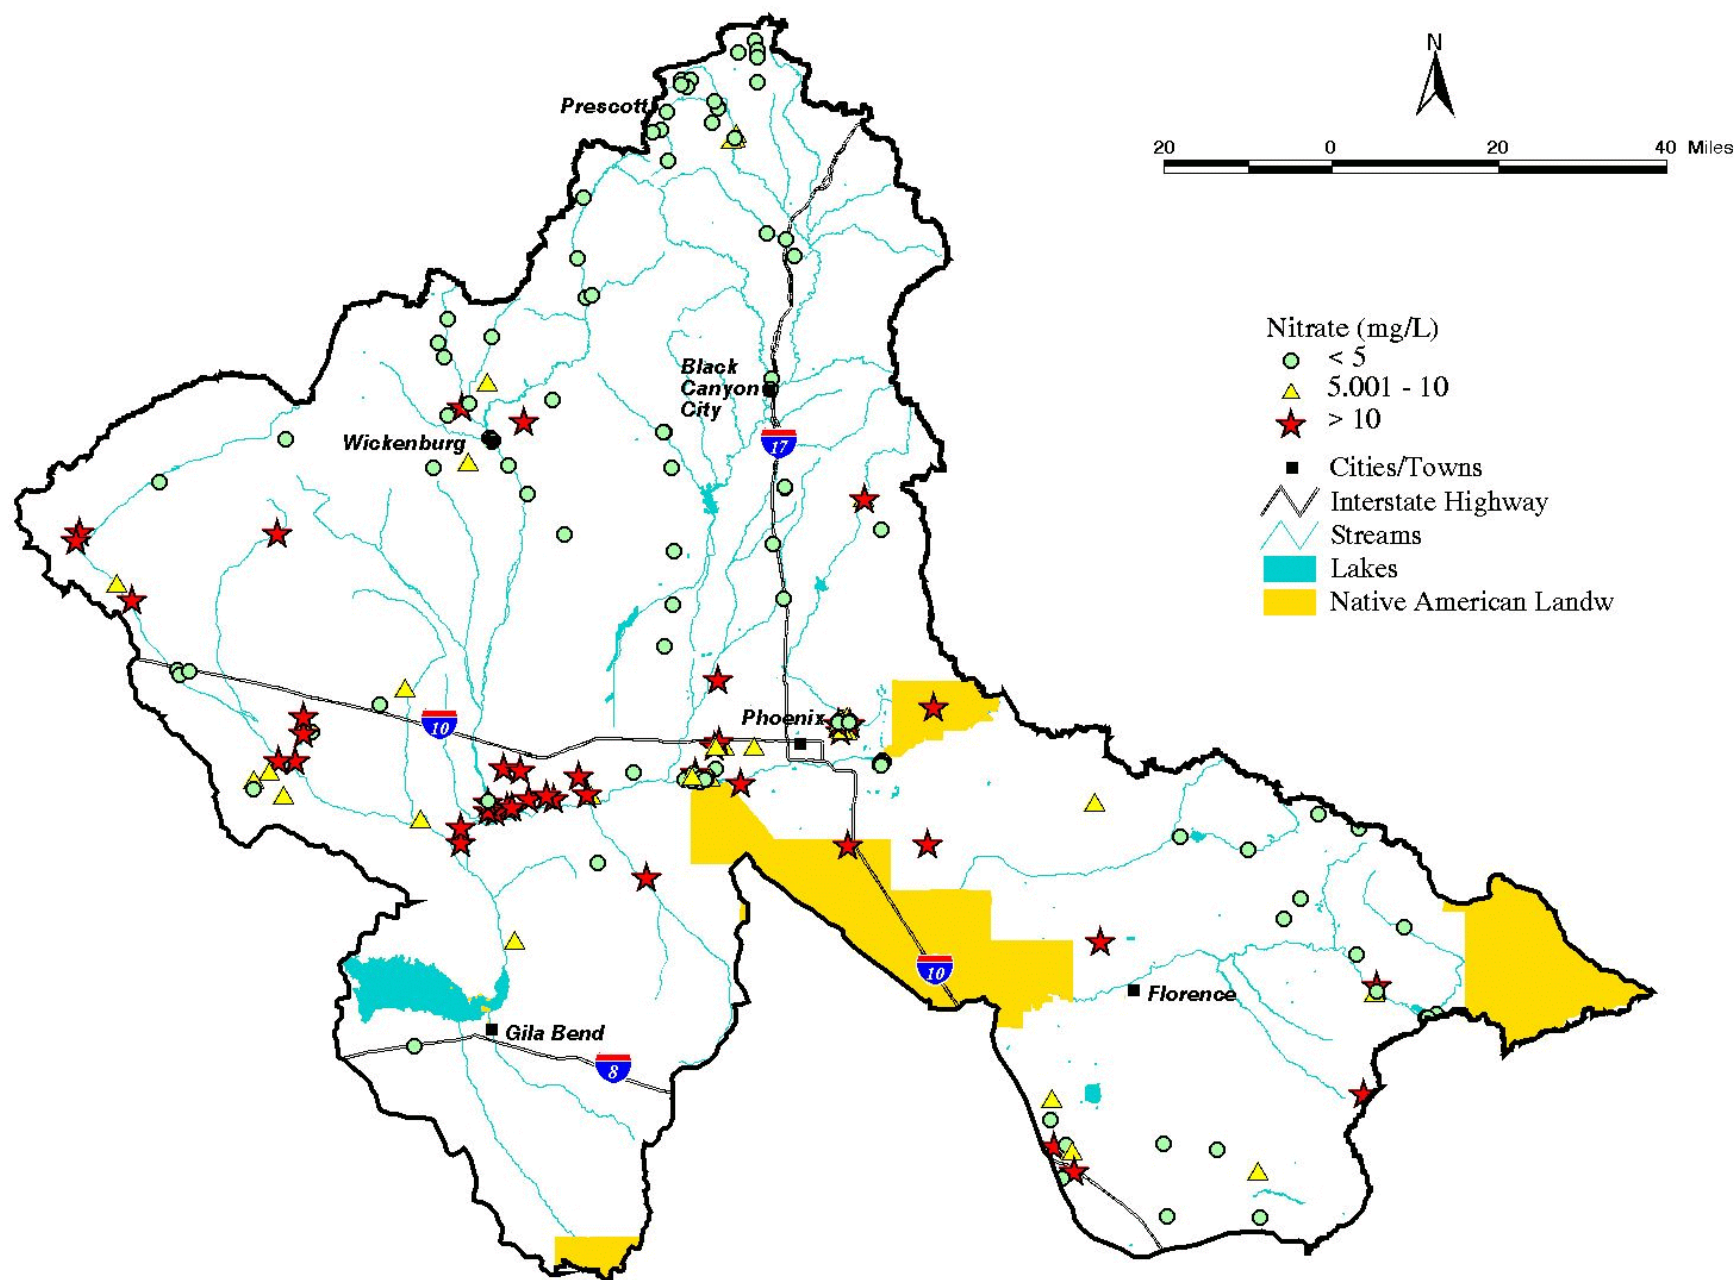 N
20 0 20 40 Miles
Prescott
Nitrate (mg/L)
< 5
5.001 - 10
> 10
Cities/Towns
Interstate Highway
Streams
Lakes
Native American Landw
Black
Canyon
City
Wickenburg
17
Phoenix
10
10
Florence
Gila Bend
8